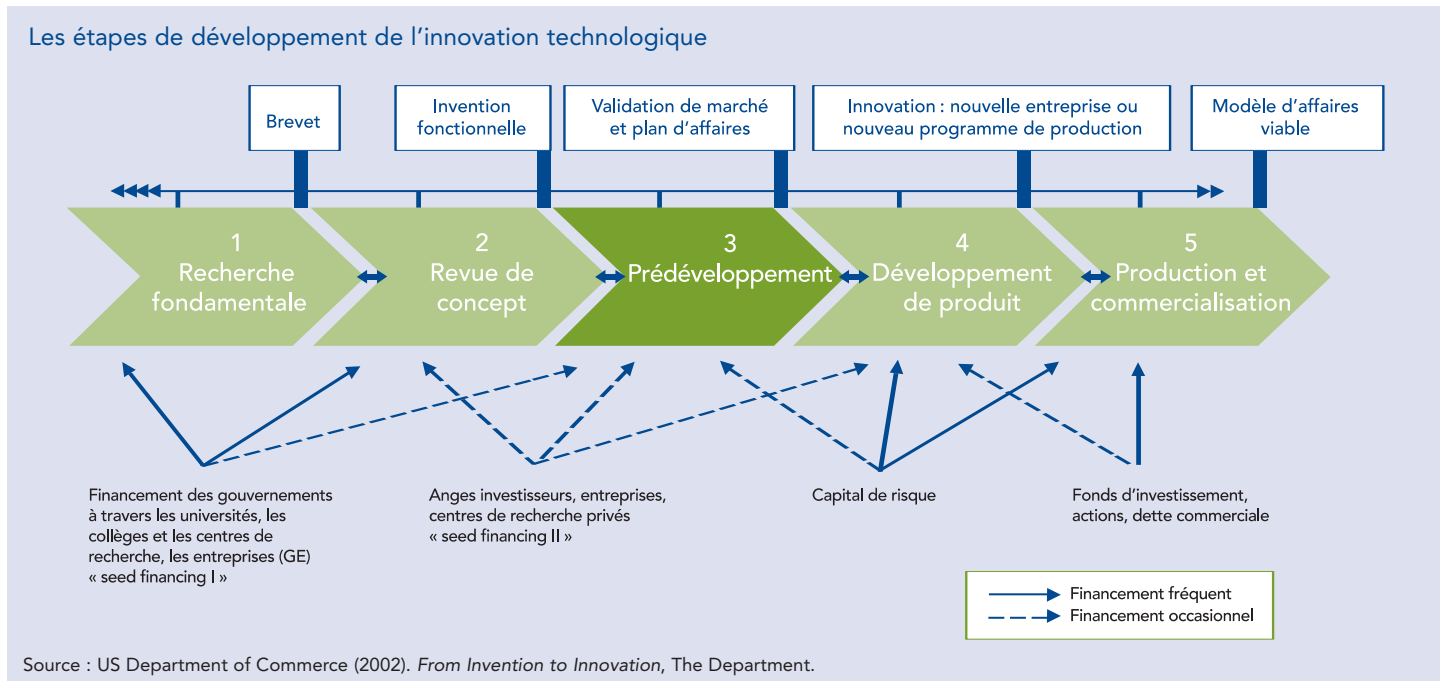 Les étapes de développement de l’innovation technologique
Brevet
Invention
fonctionnelle
Validation de marché
et plan d’affaires
Innovation : nouvelle entreprise ou
nouveau programme de production
Modèle d’affaires
viable
1
Recherche
fondamentale
2
Revue de
concept
3
Prédéveloppement
4
Développement
de produit
5
Production et
commercialisation
Financement des gouvernements
à travers les universités, les
collèges et les centres de
recherche, les entreprises (GE)
« seed financing I »
Anges investisseurs, entreprises,
centres de recherche privés
« seed financing II »
Capital de risque
Fonds d’investissement,
actions, dette commerciale
Financement fréquent
Financement occasionnel
Source : US Department of Commerce (2002). From Invention to Innovation, The Department.